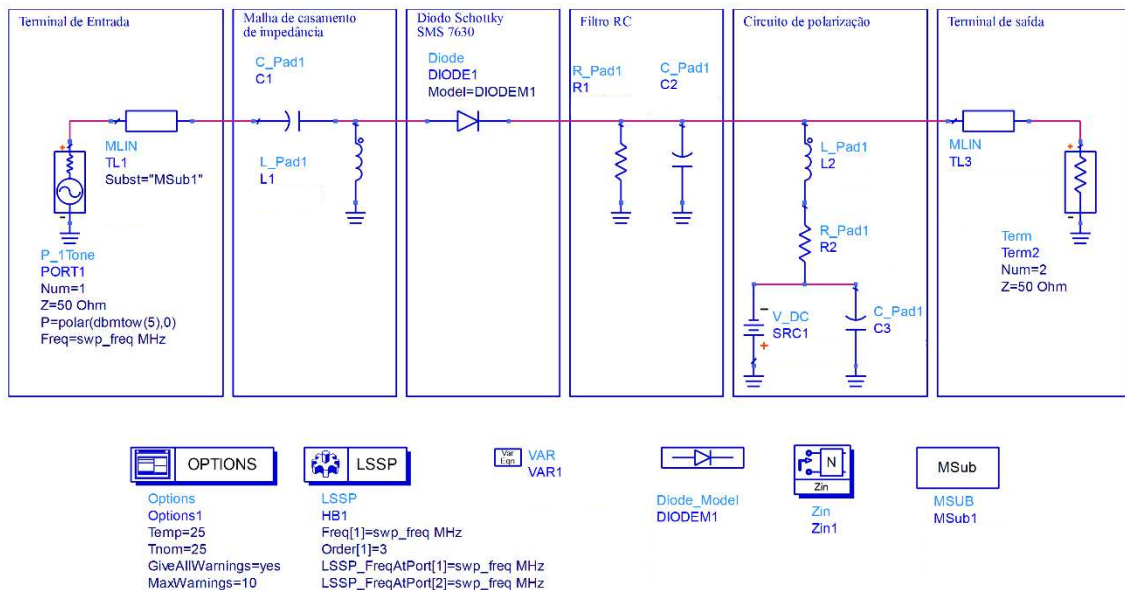 Terminal de Entrada
Malha de casamento
de impedância
Diodo Schottky
SMS 7630
Filtro RC
Circuito de polarização
Terminal de saída
MLIN
TL1
Subst="MSub1"
P_1Tone
PORT1
Num=1
Z=50 Ohm
P=polar(dbmtow(5),0)
Freq=swp_freq MHz
C_Pad1
C1
L_Pad1
L1
Diode
DIODE1
Model=DIODEM1
R_Pad1
R1
C_Pad1
C2
L_Pad1
L2
R_Pad1
R2
V_DC
SRC1
C_Pad1
C3
MLIN
TL3
Term
Term2
Num=2
Z=50 Ohm
OPTIONS
Options
Options1
Temp=25
Tnom=25
GiveAllWarnings=yes
MaxWarnings=10
LSSP
LSSP
HB1
Freq[1]=swp_freq MHz
Order[1]=3
LSSP_FreqAtPort[1]=swp_freq MHz
LSSP_FreqAtPort[2]=swp_freq MHz
Var
Eqn
VAR
VAR1
Diode_Model
DIODEM1
N
Zin
Zin
Zin1
MSub
MSUB
MSub1